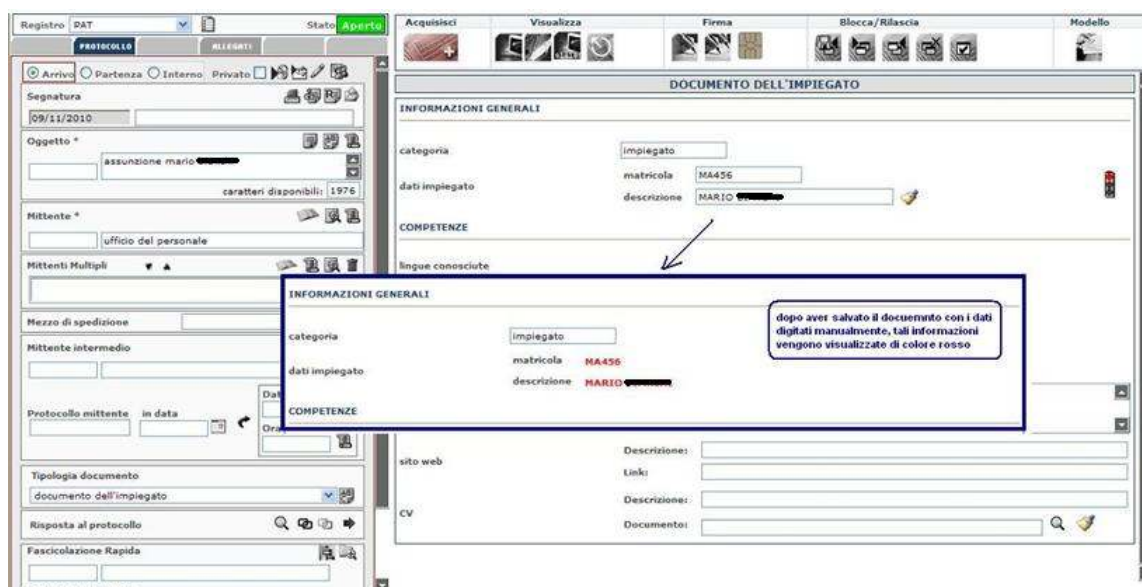 Registro PAT Stato Aperto
PROTOCOLLO ALLEGATI
Arrivo Partenza Interno Privato
Segnatura
09/11/2010
Oggetto *
assunzione mario
caratteri disponibili: 1976
Mittente *
ufficio del personale
Mittenti Multipli
Mezzo di spedizione
Mittente intermedio
Protocollo mittente in data
Tipologia documento
documento dell'impiegato
Risposta al protocollo
Fascicolazione Rapida
Acquisisci Visualizza Firma Blocca/Rilascia Modello
DOCUMENTO DELL'IMPIEGATO
INFORMAZIONI GENERALI
categoria impiegato
dati impiegato
matricola MA456
descrizione MARIO
COMPETENZE
lingue conosciute
INFORMAZIONI GENERALI
categoria impiegato
dati impiegato
matricola MA456
descrizione MARIO
COMPETENZE
dopo aver salvato il docuemnto con i dati
digitati manualmente, tali informazioni
vengono visualizzate di colore rosso
sito web
Descrizione:
Link:
CV
Descrizione:
Documento: